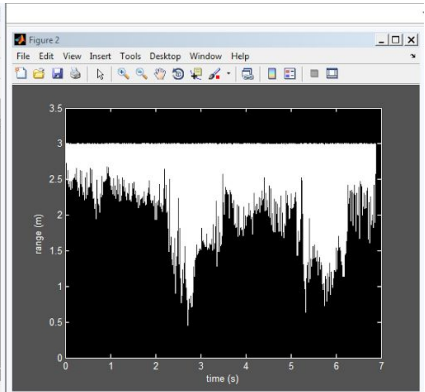 Figure 2
File Edit View Insert Tools Desktop Window Help
3.5
3
2.5
2
1.5
1
0.5
0
range (m)
0 1 2 3 4 5 6 7
time (s)